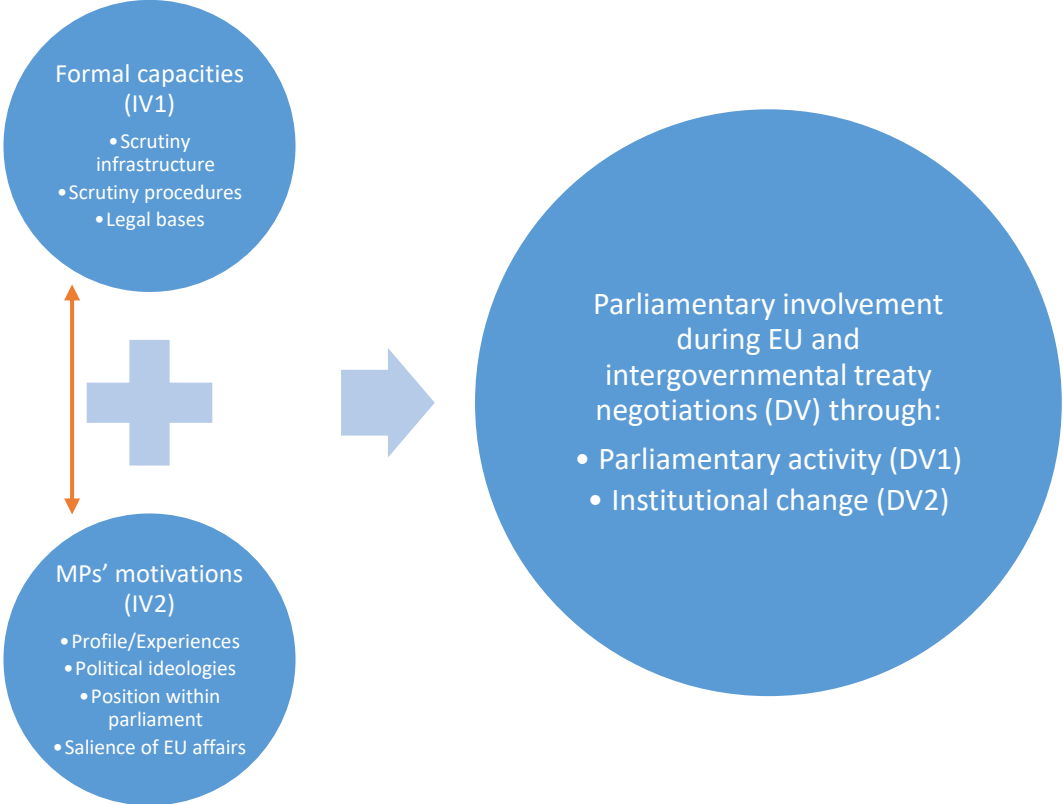 Formal capacities
(IV1)
• Scrutiny
infrastructure
• Scrutiny procedures
• Legal bases
Parliamentary involvement
during EU and
intergovernmental treaty
negotiations (DV) through:
• Parliamentary activity (DV1)
• Institutional change (DV2)
MPs’ motivations
(IV2)
• Profile/Experiences
• Political ideologies
• Position within
parliament
• Salience of EU affairs